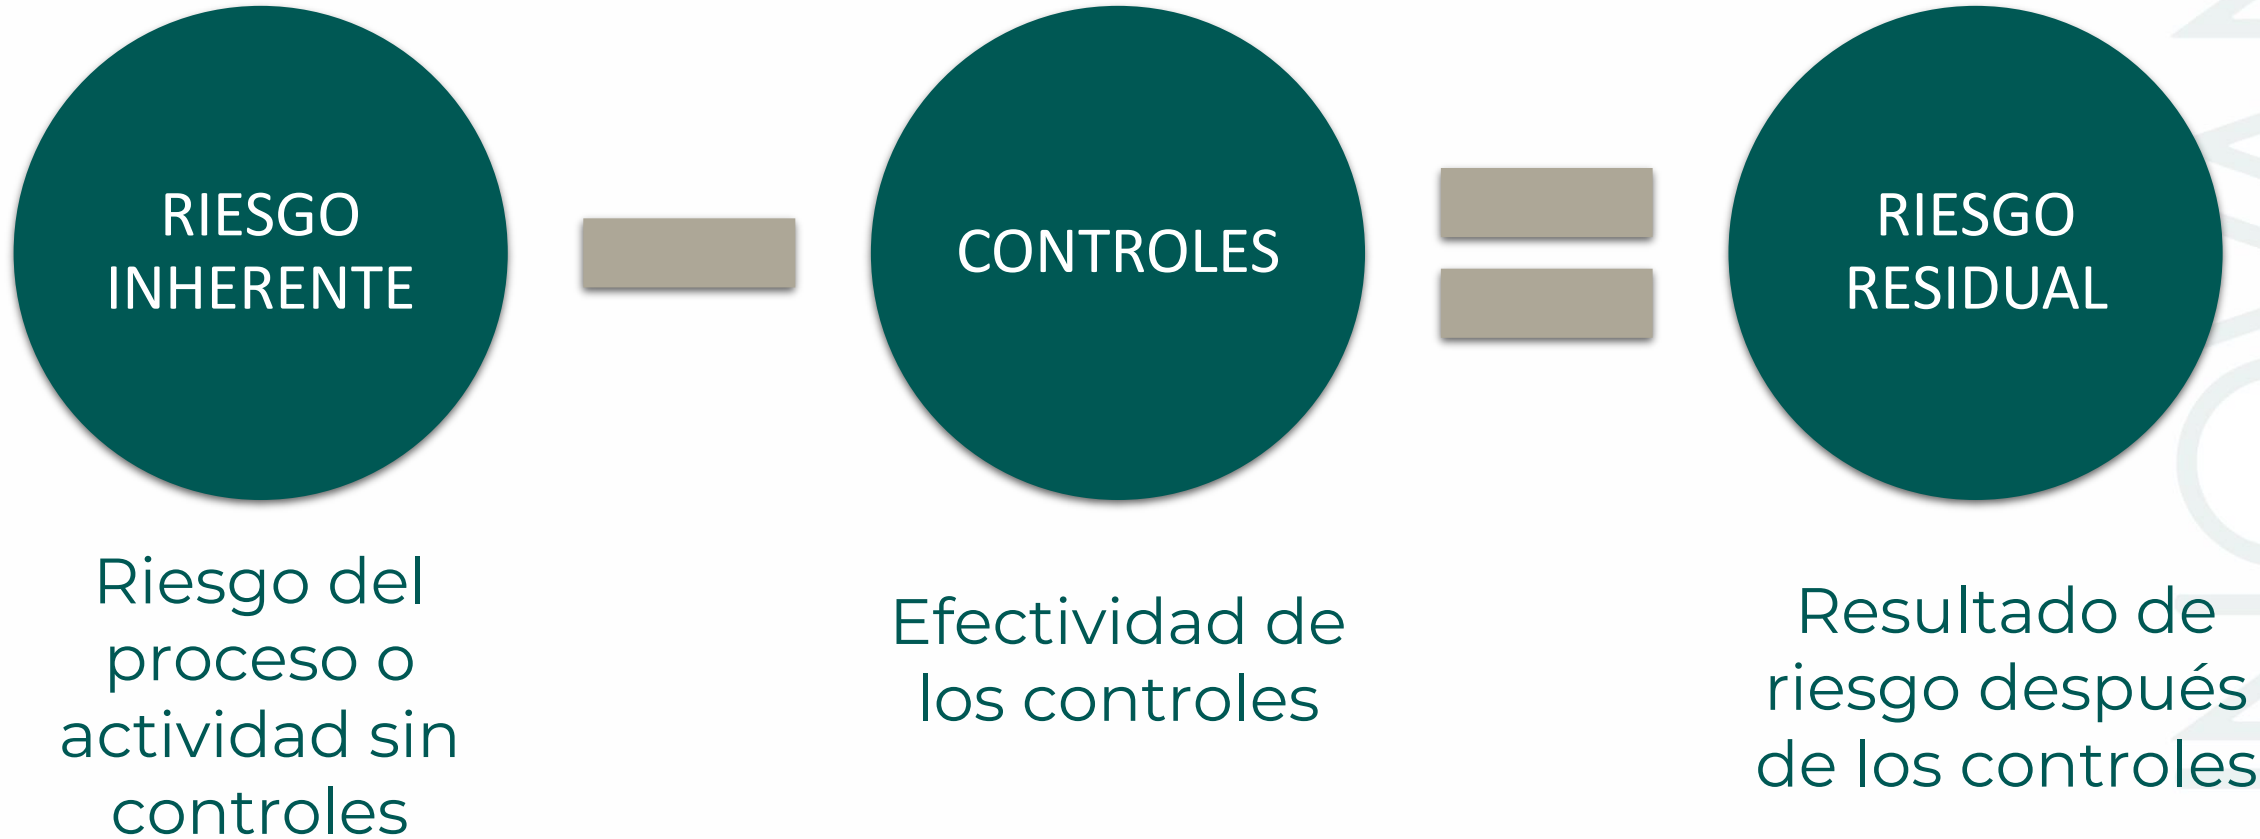 RIESGO
INHERENTE
CONTROLES
RIESGO
RESIDUAL
Riesgo del
proceso o
actividad sin
controles
Efectividad de
los controles
Resultado de
riesgo después
de los controles